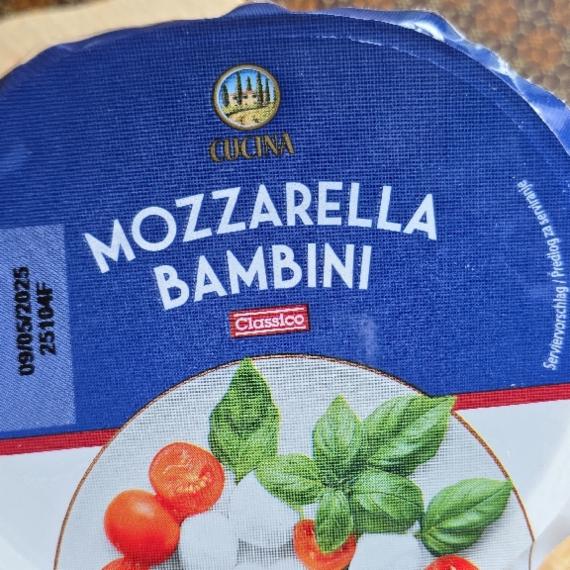 CUCINA
MOZZARELLA
BAMBINI
Classico
09/05/2025
25104F
Serviervorschlag / Predlog za serviranje